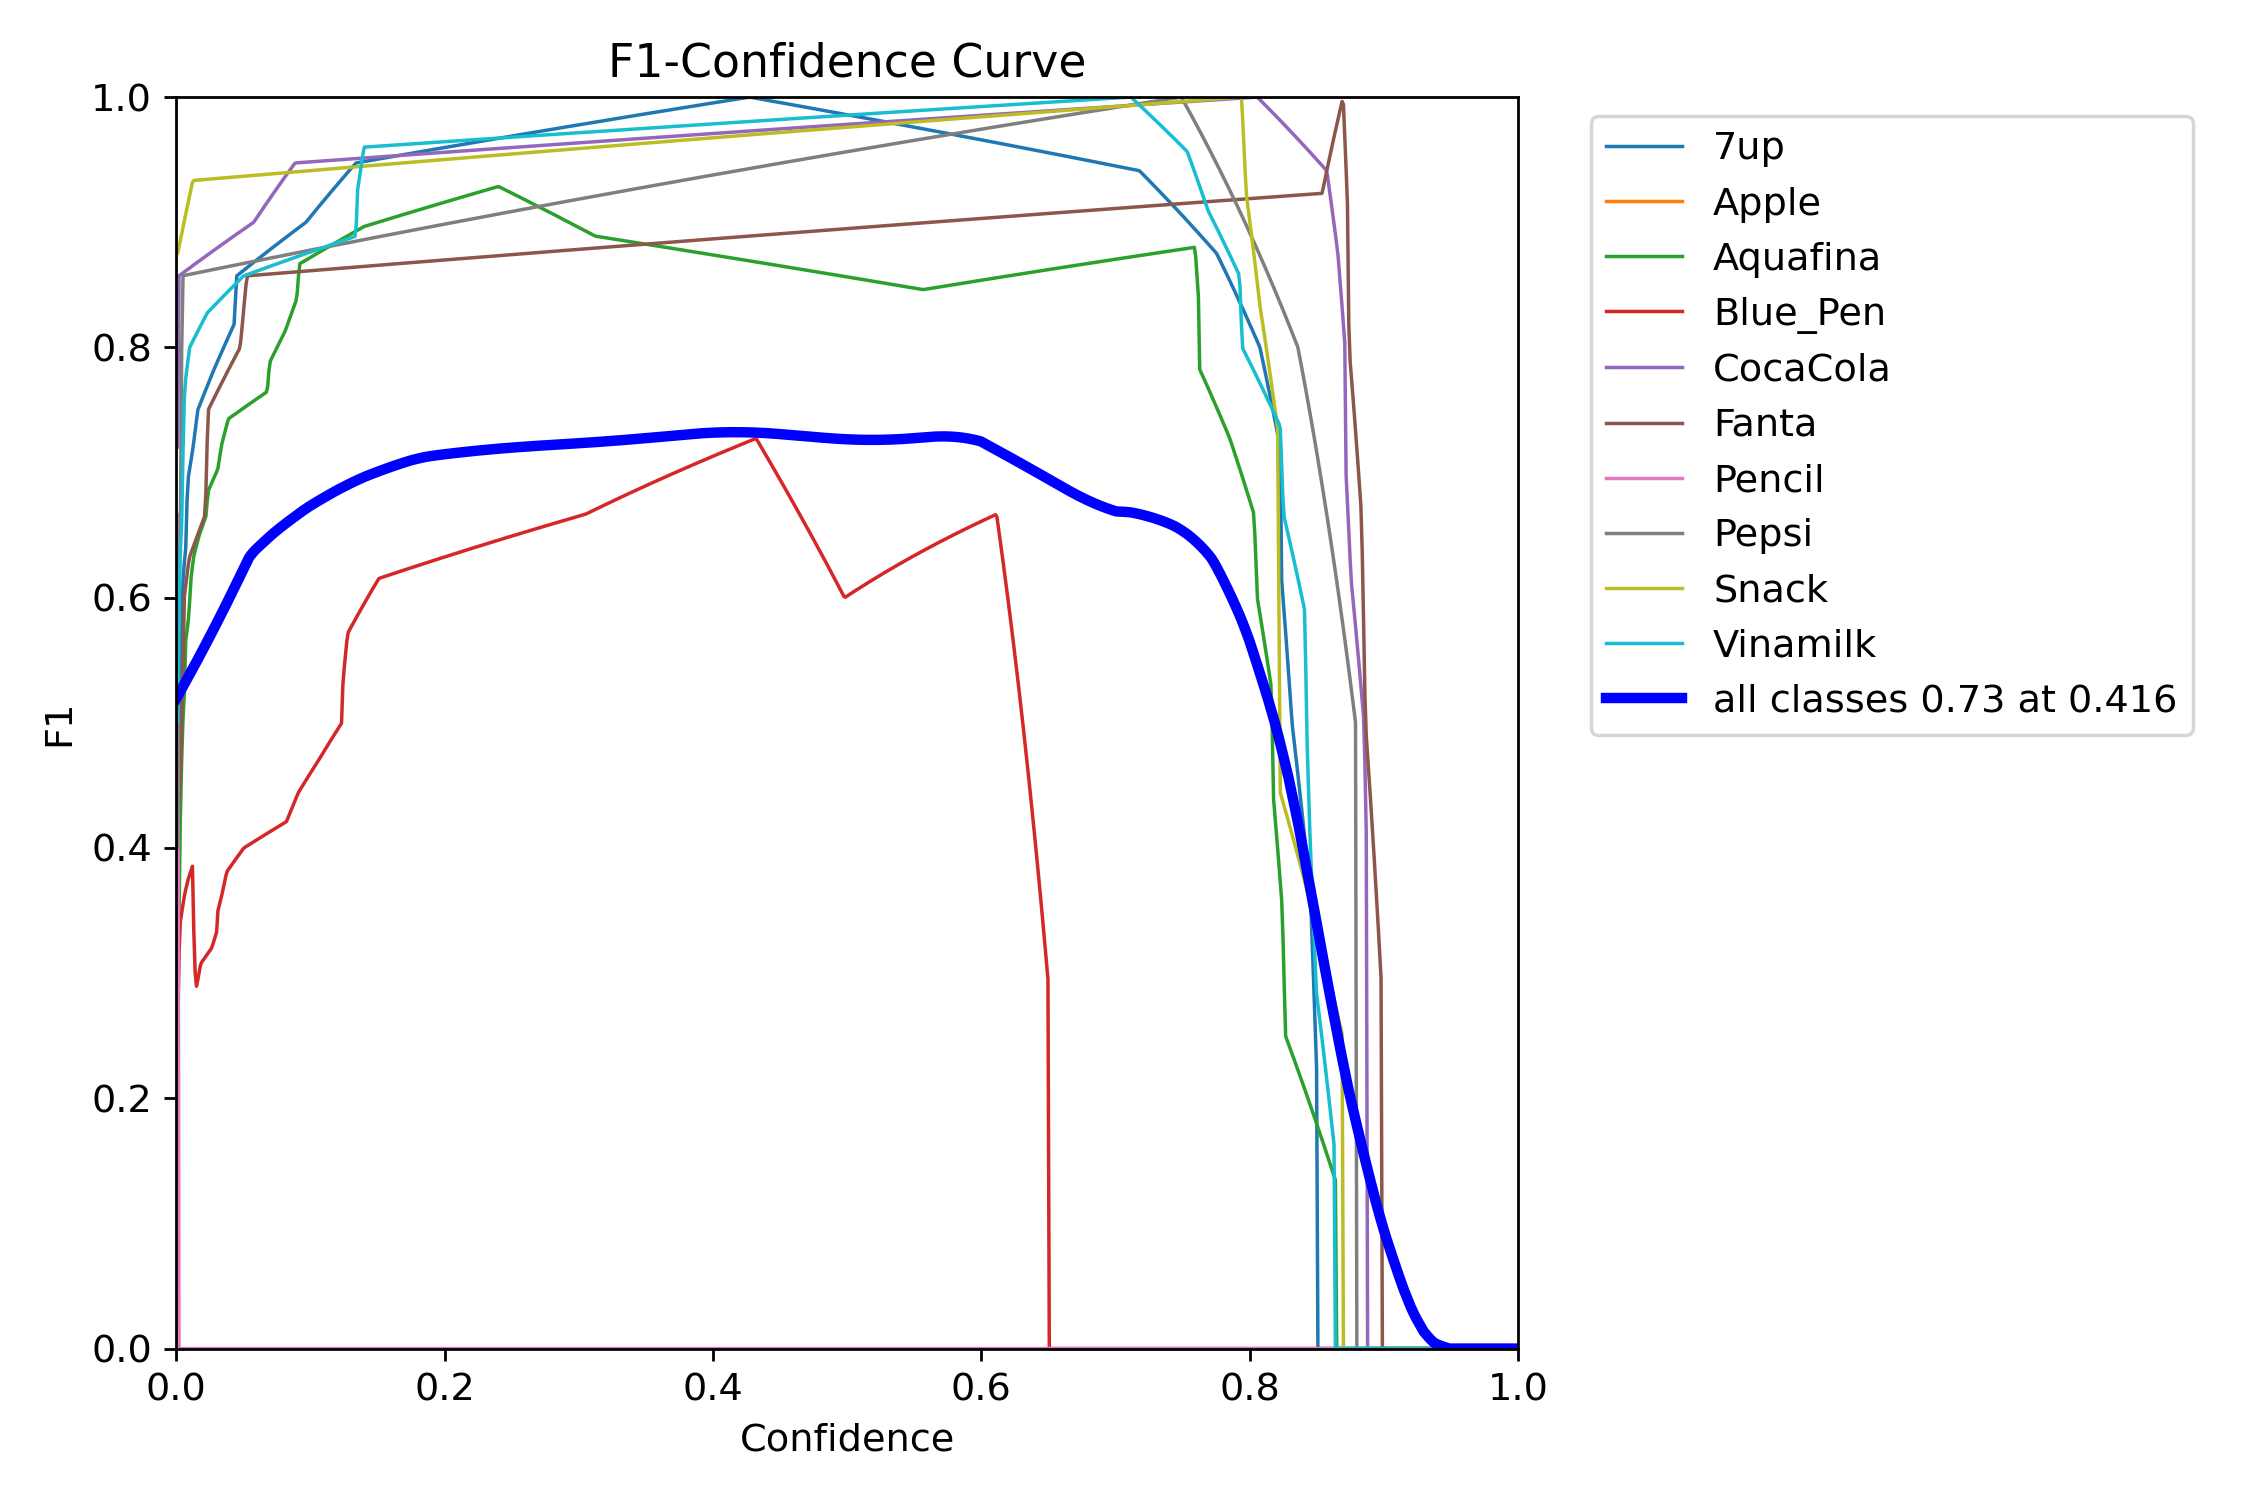 F1-Confidence Curve
1.0
0.8
0.6
0.4
0.2
0.0
F1
0.0 0.2 0.4 0.6 0.8 1.0
Confidence
7up
Apple
Aquafina
Blue_Pen
CocaCola
Fanta
Pencil
Pepsi
Snack
Vinamilk
all classes 0.73 at 0.416